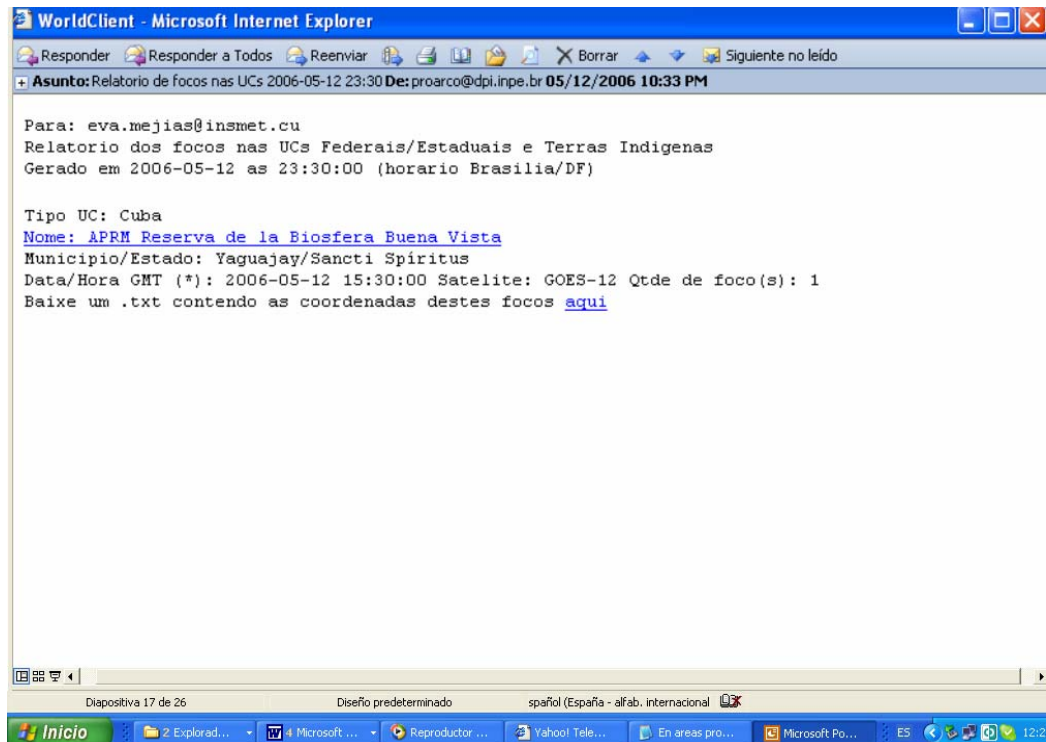 WorldClient - Microsoft Internet Explorer
Responder Responder a Todos Reenviar Borrar Siguiente no leído
Asunto: Relatorio de focos nas UCs 2006-05-12 23:30 De: proarco@dpi.inpe.br 05/12/2006 10:33 PM
Para: eva.mejias@insmet.cu
Relatorio dos focos nas UCs Federais/Estaduais e Terras Indigenas
Gerado em 2006-05-12 as 23:30:00 (horario Brasilia/DF)
Tipo UC: Cuba
Nome: APRM Reserva de la Biosfera Buena Vista
Municipio/Estado: Yaguajay/Sancti Spíritus
Data/Hora GMT (*): 2006-05-12 15:30:00 Satelite: GOES-12 Qtde de foco(s): 1
Baixe um .txt contendo as coordenadas destes focos aqui
Diapositiva 17 de 26 Diseño predeterminado spañol (España - alfab. internacional
Inicio 2 Explorad... 4 Microsoft ... Reproductor ... Yahoo! Tele... En areas pro... Microsoft Po... ES 12:2